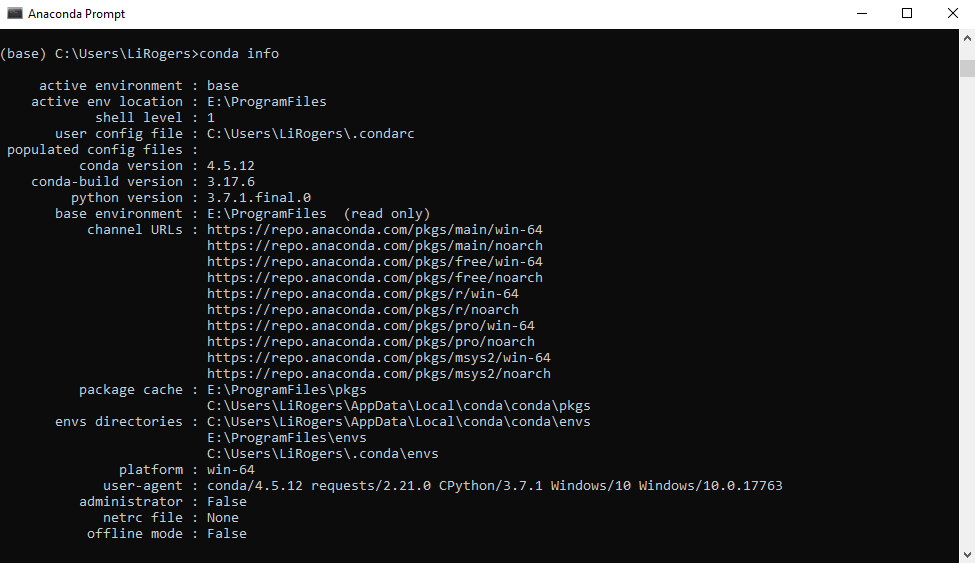 Anaconda Prompt
(base) C:\Users\LiRogers>conda info
active environment : base
active env location : E:\ProgramFiles
shell level : 1
user config file : C:\Users\LiRogers\.condarc
populated config files :
conda version : 4.5.12
conda-build version : 3.17.6
python version : 3.7.1.final.0
base environment : E:\ProgramFiles  (read only)
channel URLs : https://repo.anaconda.com/pkgs/main/win-64
https://repo.anaconda.com/pkgs/main/noarch
https://repo.anaconda.com/pkgs/free/win-64
https://repo.anaconda.com/pkgs/free/noarch
https://repo.anaconda.com/pkgs/r/win-64
https://repo.anaconda.com/pkgs/r/noarch
https://repo.anaconda.com/pkgs/pro/win-64
https://repo.anaconda.com/pkgs/pro/noarch
https://repo.anaconda.com/pkgs/msys2/win-64
https://repo.anaconda.com/pkgs/msys2/noarch
package cache : E:\ProgramFiles\pkgs
C:\Users\LiRogers\AppData\Local\conda\conda\pkgs
envs directories : C:\Users\LiRogers\AppData\Local\conda\conda\envs
E:\ProgramFiles\envs
C:\Users\LiRogers\.conda\envs
platform : win-64
user-agent : conda/4.5.12 requests/2.21.0 CPython/3.7.1 Windows/10 Windows/10.0.17763
administrator : False
netrc file : None
offline mode : False